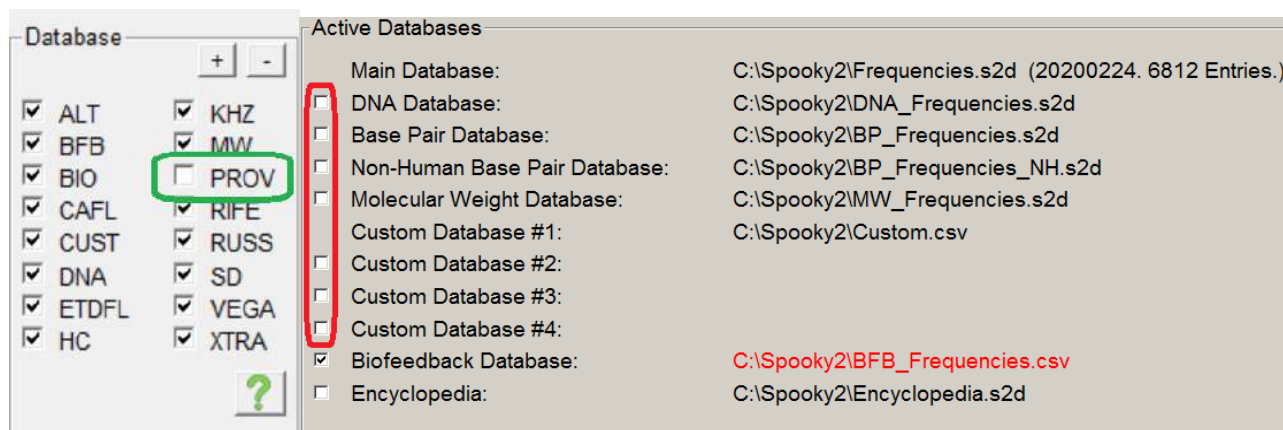 Database
+ -
ALT KHZ
BFB MW
BIO PROV
CAFL RIFE
CUST RUSS
DNA SD
ETDFL VEGA
HC XTRA
?
Active Databases
Main Database: C:\Spooky2\Frequencies.s2d (20200224. 6812 Entries.)
DNA Database: C:\Spooky2\DNA_Frequencies.s2d
Base Pair Database: C:\Spooky2\BP_Frequencies.s2d
Non-Human Base Pair Database: C:\Spooky2\BP_Frequencies_NH.s2d
Molecular Weight Database: C:\Spooky2\MW_Frequencies.s2d
Custom Database #1: C:\Spooky2\Custom.csv
Custom Database #2:
Custom Database #3:
Custom Database #4:
Biofeedback Database: C:\Spooky2\BFB_Frequencies.csv
Encyclopedia: C:\Spooky2\Encyclopedia.s2d